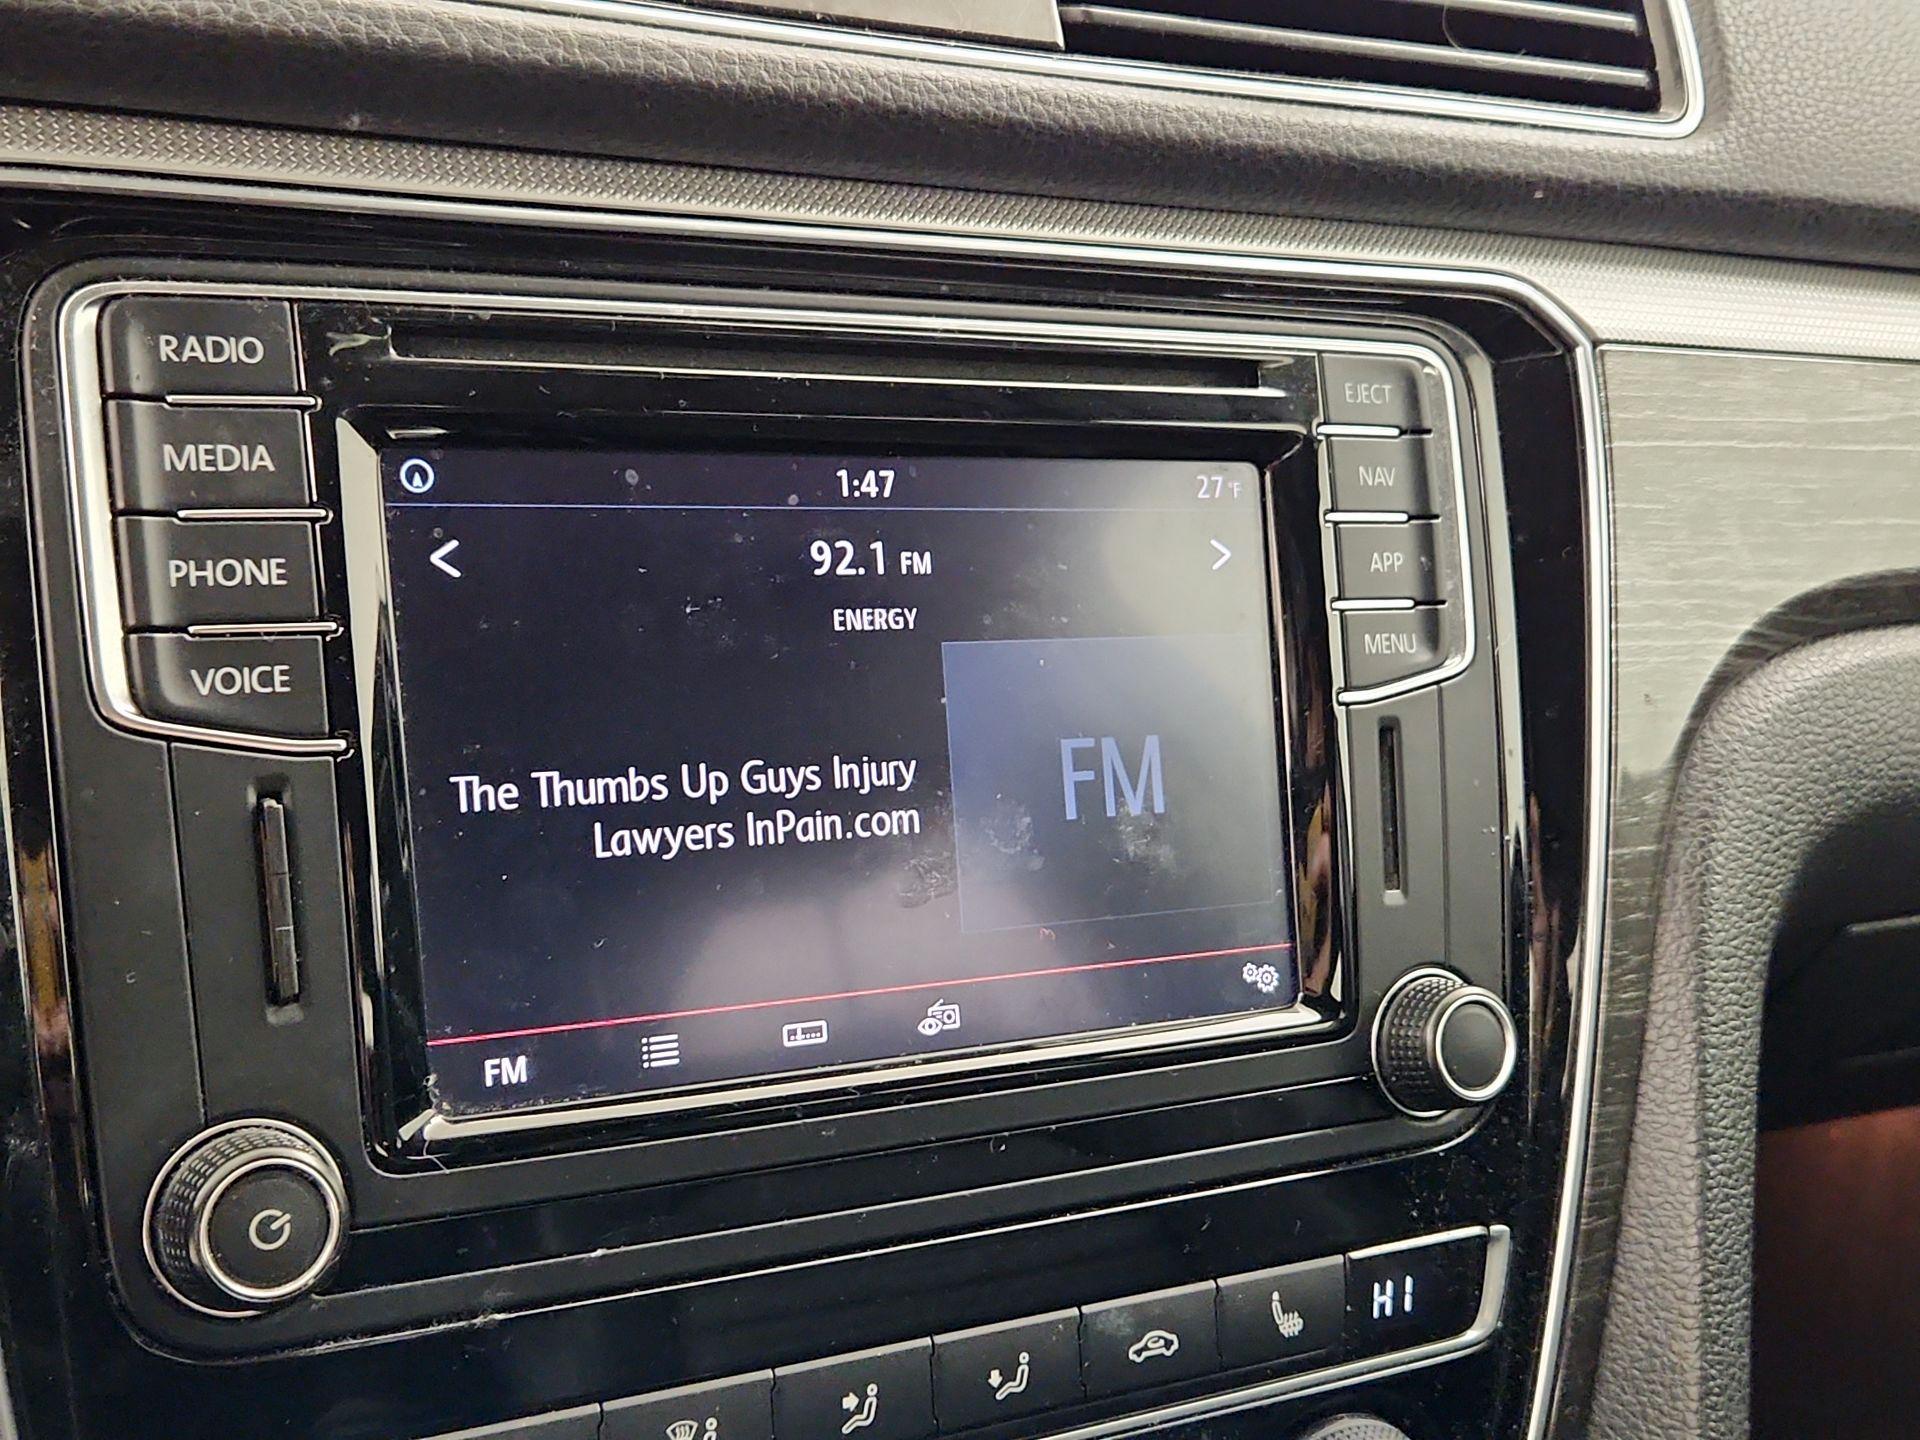 RADIO
MEDIA
PHONE
VOICE
1:47
27 °F
92.1 FM
ENERGY
The Thumbs Up Guys Injury
Lawyers InPain.com
FM
FM
EJECT
NAV
APP
MENU
HI